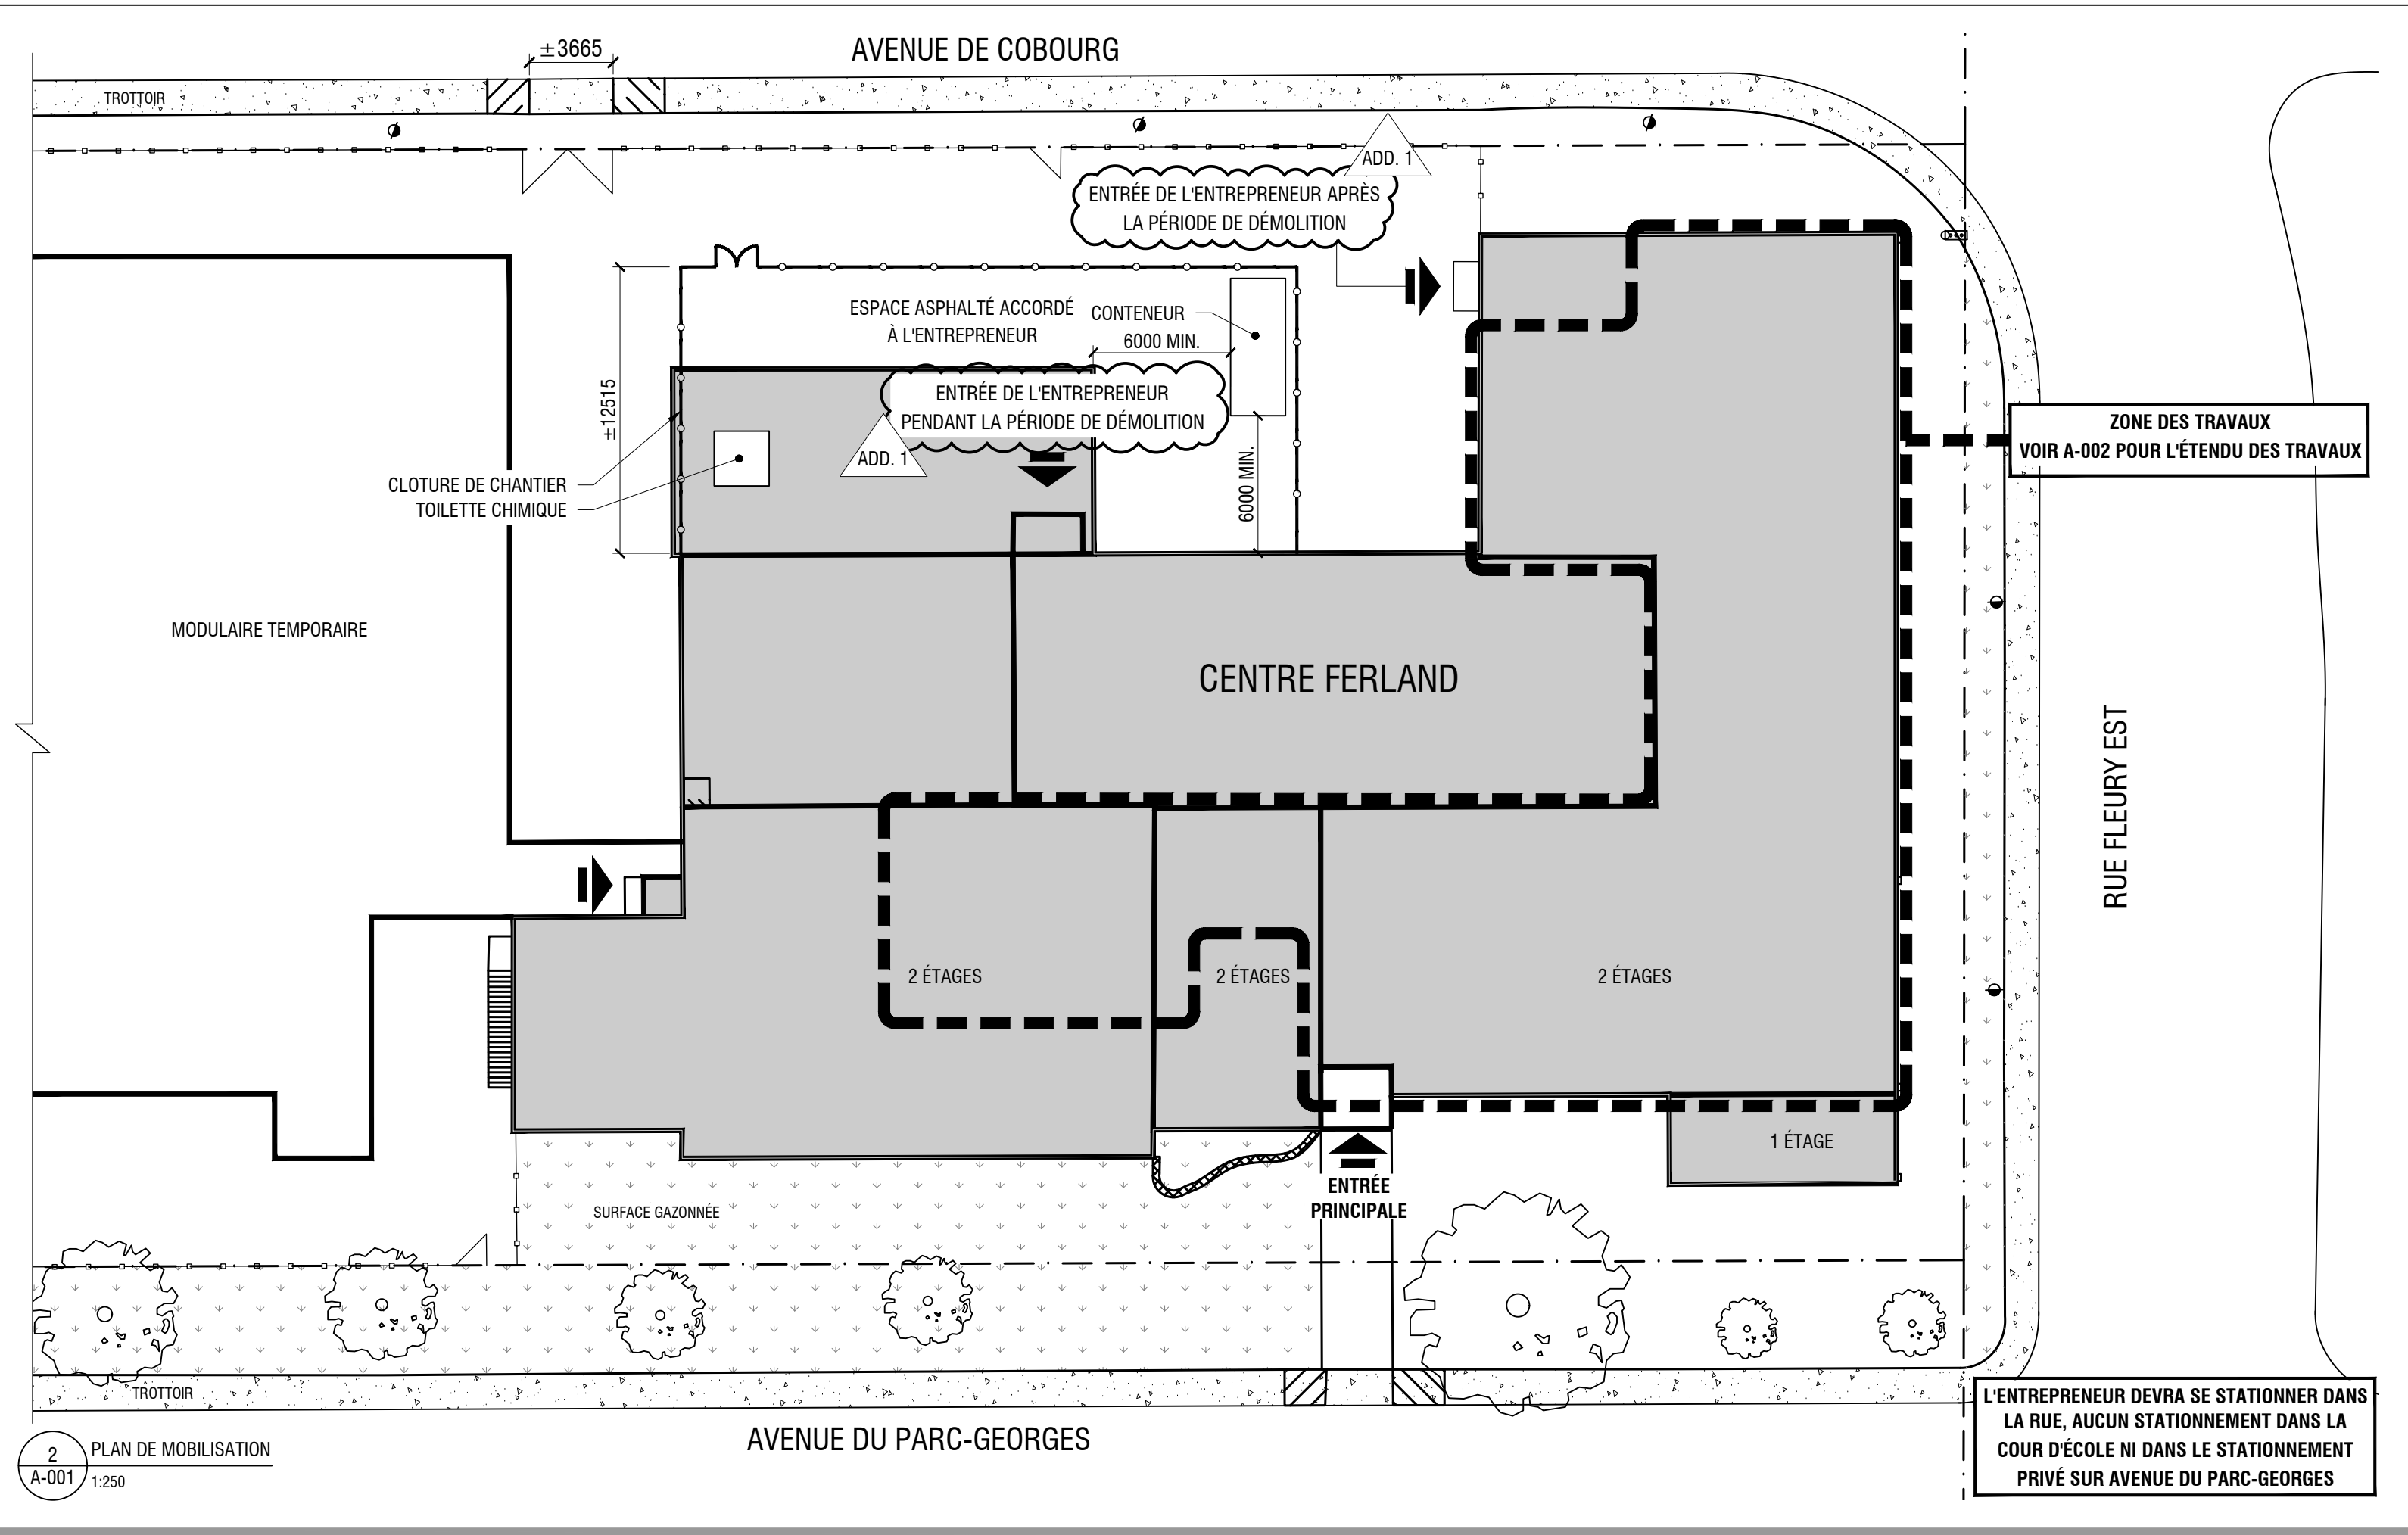 AVENUE DE COBOURG
±3665
TROTTOIR
ADD. 1
ENTRÉE DE L'ENTREPRENEUR APRÈS
LA PÉRIODE DE DÉMOLITION
ESPACE ASPHALTÉ ACCORDÉ
À L'ENTREPRENEUR
CONTENEUR
6000 MIN.
±12515
ENTRÉE DE L'ENTREPRENEUR
PENDANT LA PÉRIODE DE DÉMOLITION
ADD. 1
6000 MIN.
CLOTURE DE CHANTIER
TOILETTE CHIMIQUE
ZONE DES TRAVAUX
VOIR A-002 POUR L'ÉTENDU DES TRAVAUX
MODULAIRE TEMPORAIRE
CENTRE FERLAND
RUE FLEURY EST
2 ÉTAGES
2 ÉTAGES
2 ÉTAGES
1 ÉTAGE
ENTRÉE
PRINCIPALE
SURFACE GAZONNÉE
TROTTOIR
AVENUE DU PARC-GEORGES
L'ENTREPRENEUR DEVRA SE STATIONNER DANS
LA RUE, AUCUN STATIONNEMENT DANS LA
COUR D'ÉCOLE NI DANS LE STATIONNEMENT
PRIVÉ SUR AVENUE DU PARC-GEORGES
2
A-001
PLAN DE MOBILISATION
1:250